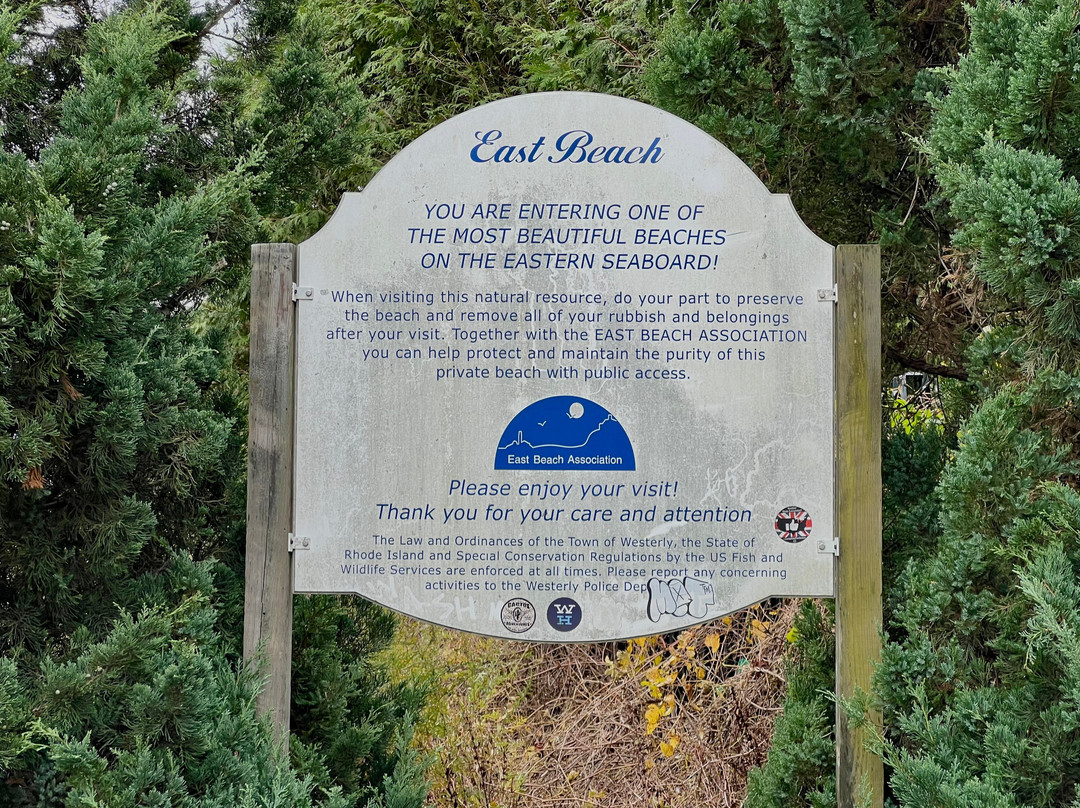 East Beach
YOU ARE ENTERING ONE OF
THE MOST BEAUTIFUL BEACHES
ON THE EASTERN SEABOARD!
When visiting this natural resource, do your part to preserve
the beach and remove all of your rubbish and belongings
after your visit. Together with the EAST BEACH ASSOCIATION
you can help protect and maintain the purity of this
private beach with public access.
East Beach Association
Please enjoy your visit!
Thank you for your care and attention
The Law and Ordinances of the Town of Westerly, the State of
Rhode Island and Special Conservation Regulations by the US Fish and
Wildlife Services are enforced at all times. Please report any concerning
activities to the Westerly Police Dep
W
H